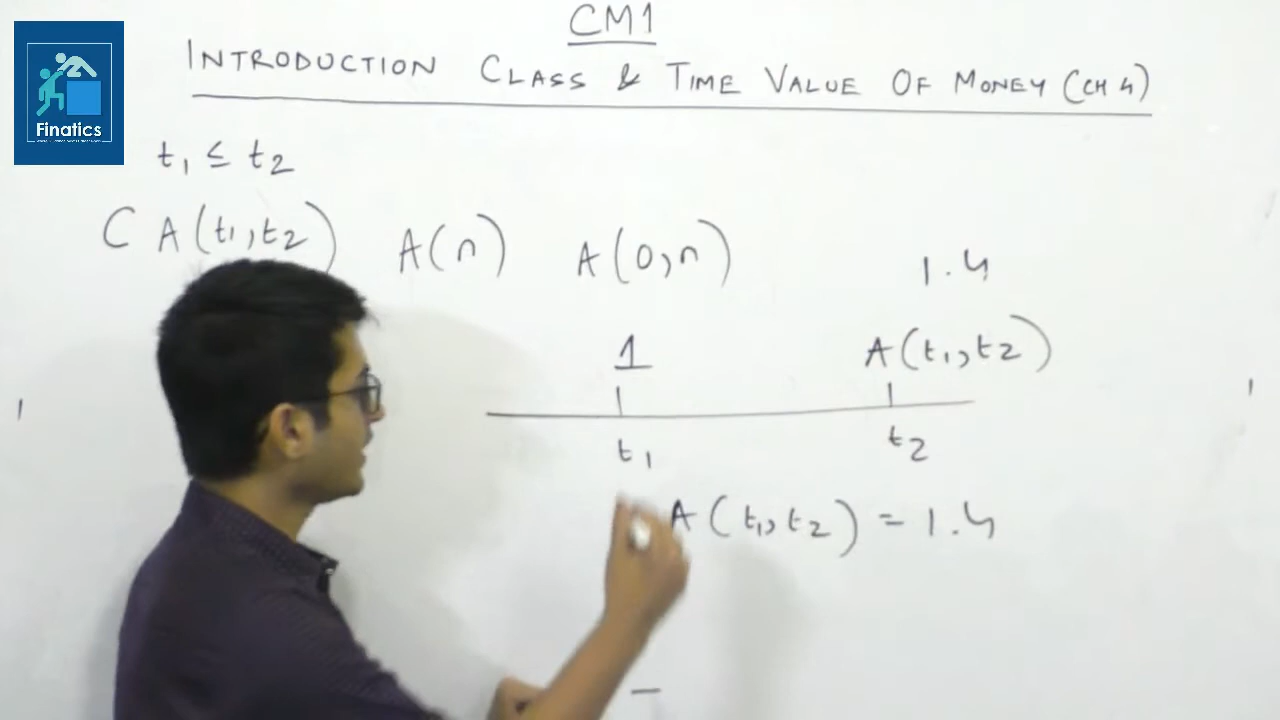 CM1
INTRODUCTION CLASS & TIME VALUE OF MONEY (CH 4)
Finatics
t1 ≤ t2
C A(t1,t2) A(n) A(0,n)
1.4
1 A(t1,t2)
t1 t2
A(t1,t2) = 1.4